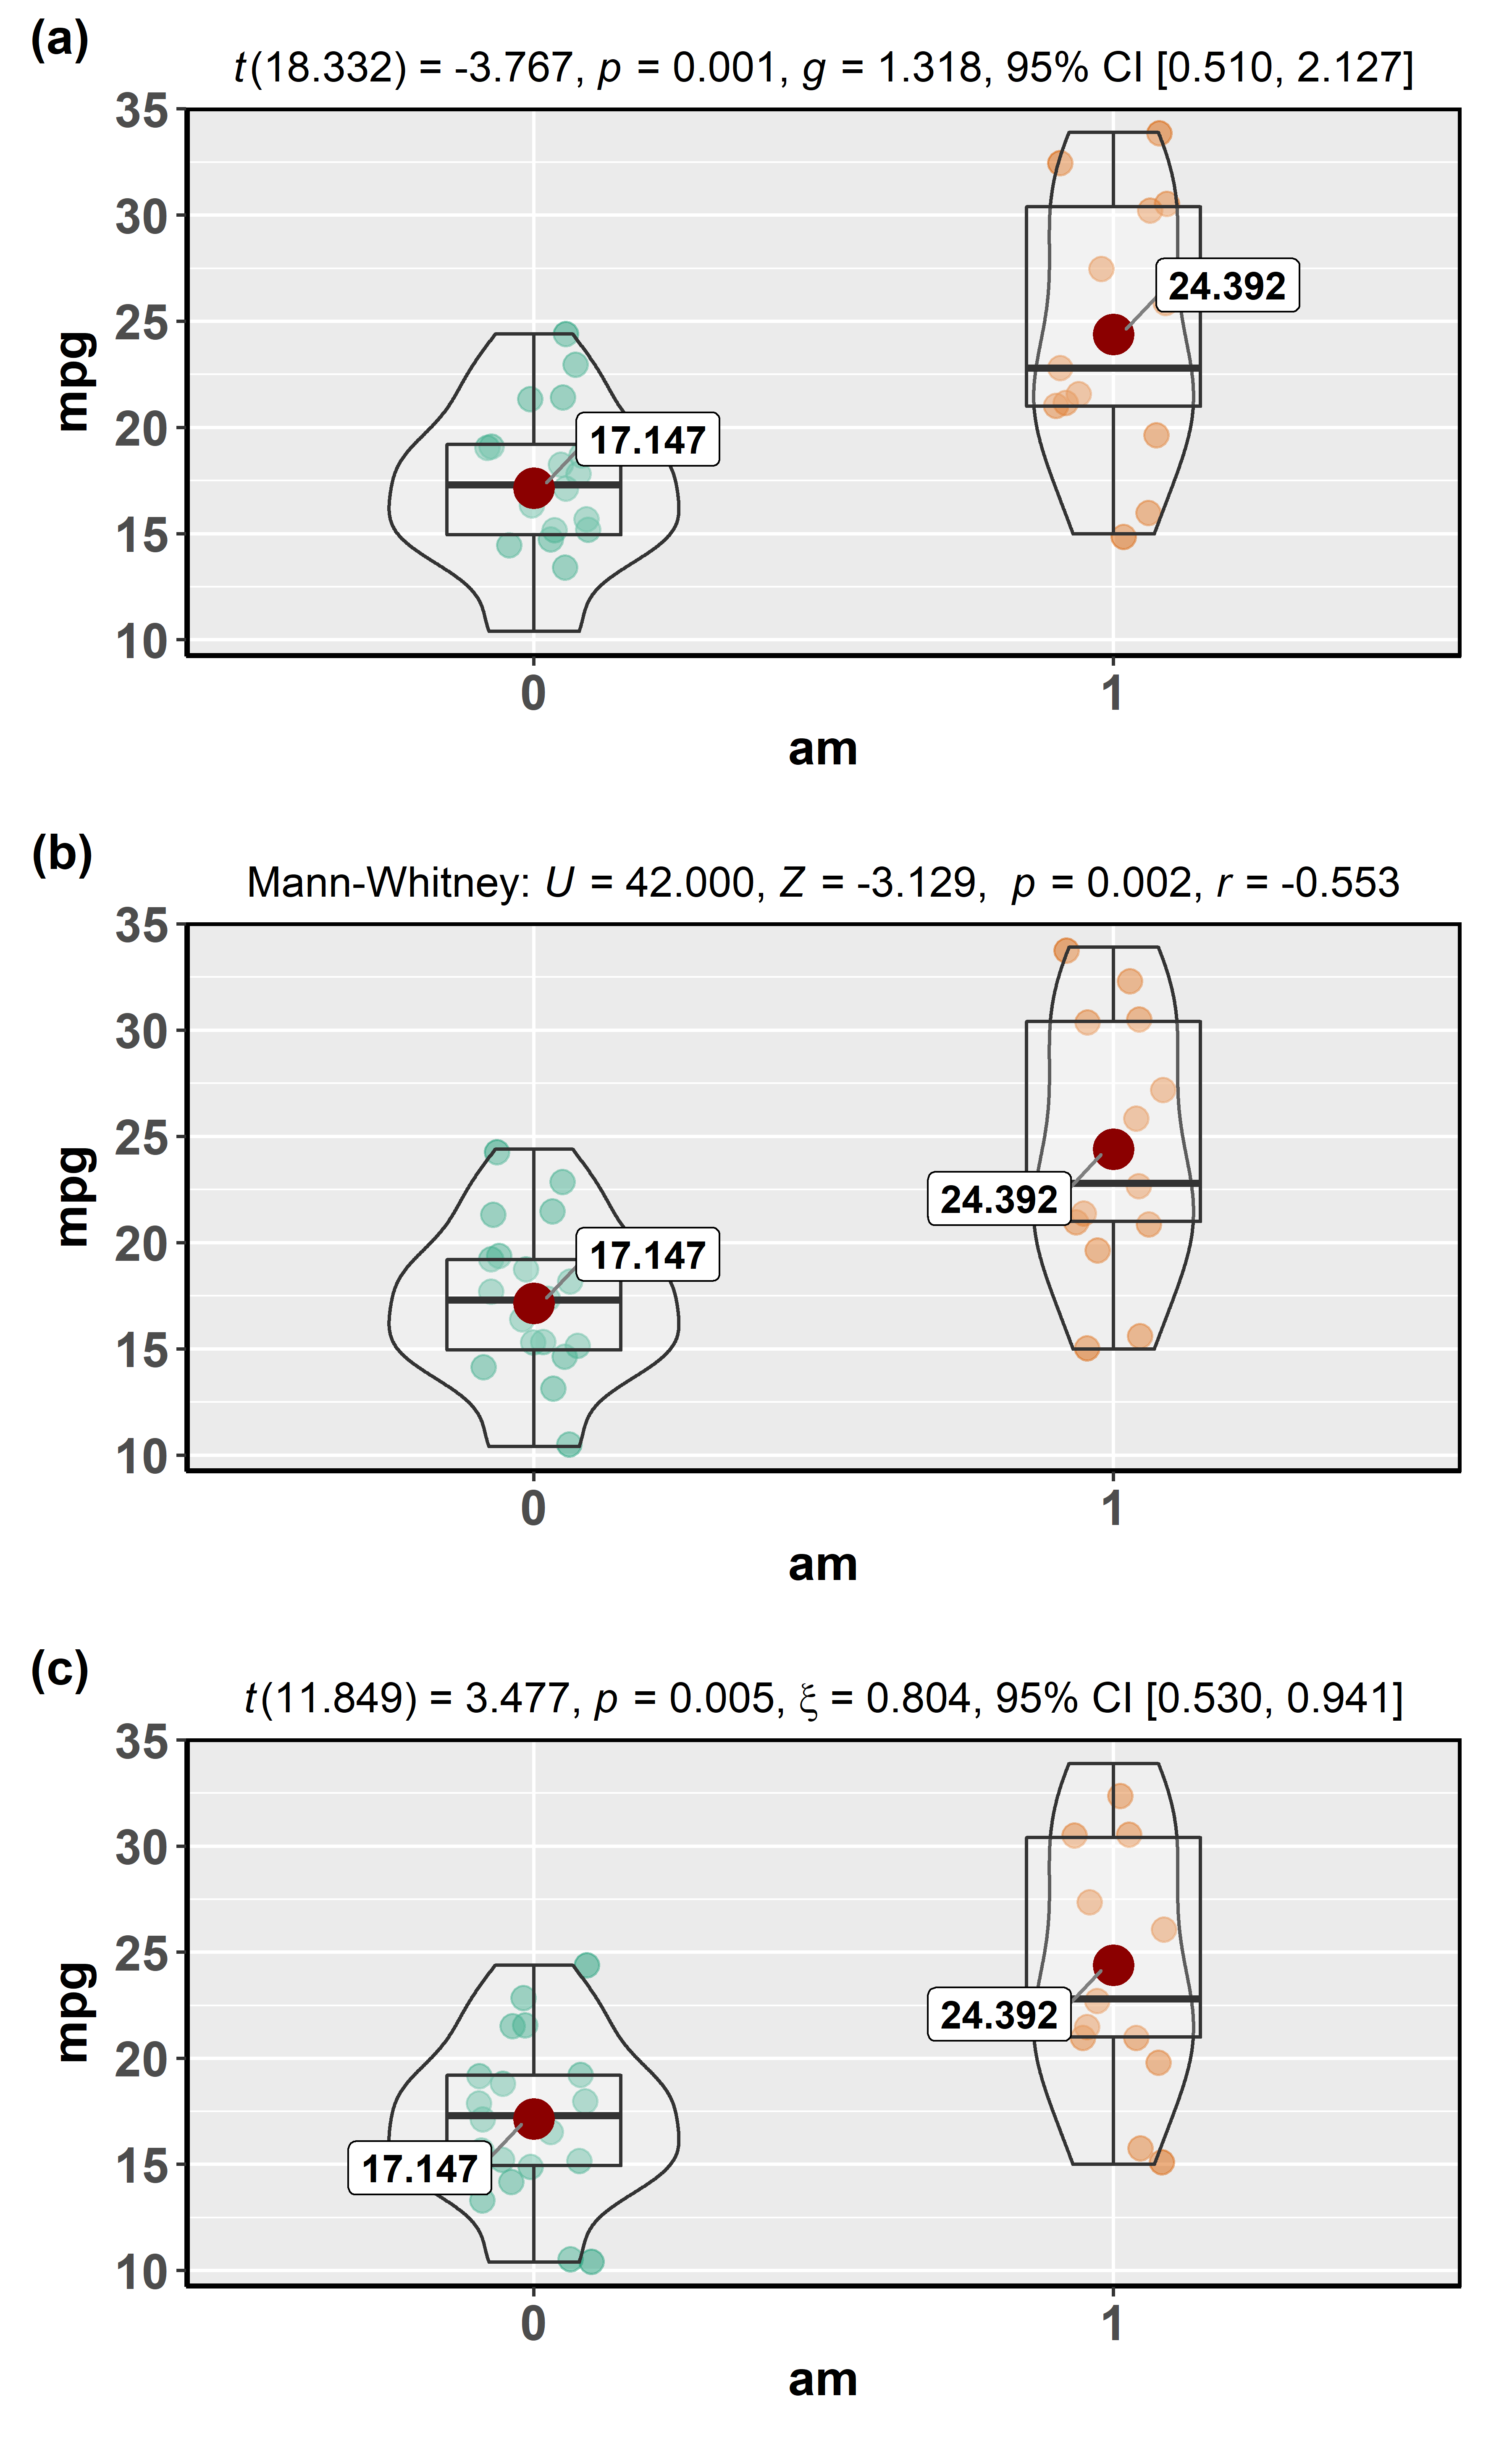 (a)
t(18.332) = -3.767, p = 0.001, g = 1.318, 95% CI [0.510, 2.127]
35
30
25
20
15
10
mpg
24.392
17.147
0 1
am
(b)
Mann-Whitney: U = 42.000, Z = -3.129, p = 0.002, r = -0.553
35
30
25
20
15
10
mpg
24.392
17.147
0 1
am
(c)
t(11.849) = 3.477, p = 0.005, ξ = 0.804, 95% CI [0.530, 0.941]
35
30
25
20
15
10
mpg
24.392
17.147
0 1
am